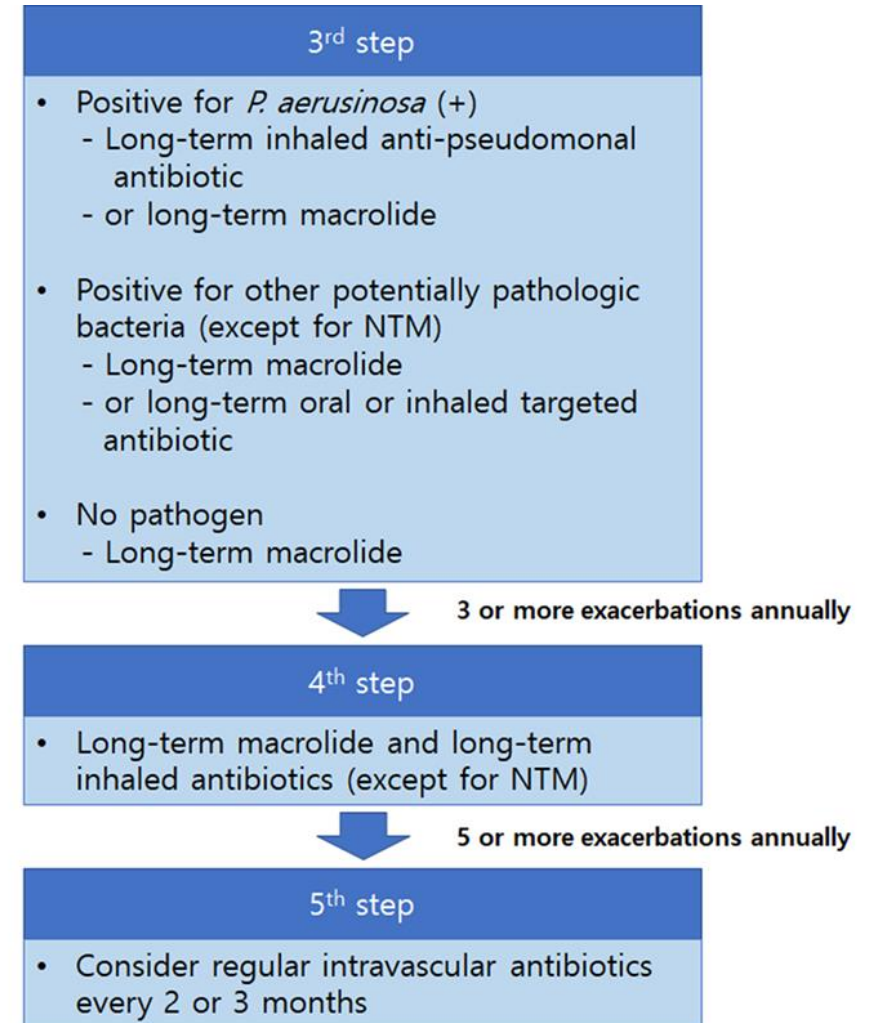 3rd step
• Positive for P. aerusinosa (+)
- Long-term inhaled anti-pseudomonal
antibiotic
- or long-term macrolide
• Positive for other potentially pathologic
bacteria (except for NTM)
- Long-term macrolide
- or long-term oral or inhaled targeted
antibiotic
• No pathogen
- Long-term macrolide
3 or more exacerbations annually
4th step
• Long-term macrolide and long-term
inhaled antibiotics (except for NTM)
5 or more exacerbations annually
5th step
• Consider regular intravascular antibiotics
every 2 or 3 months